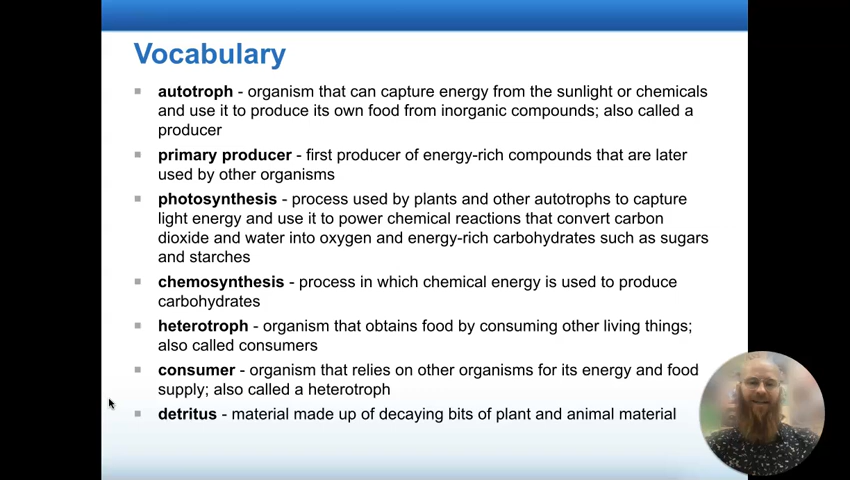 Vocabulary
autotroph - organism that can capture energy from the sunlight or chemicals
and use it to produce its own food from inorganic compounds; also called a
producer
primary producer - first producer of energy-rich compounds that are later
used by other organisms
photosynthesis - process used by plants and other autotrophs to capture
light energy and use it to power chemical reactions that convert carbon
dioxide and water into oxygen and energy-rich carbohydrates such as sugars
and starches
chemosynthesis - process in which chemical energy is used to produce
carbohydrates
heterotroph - organism that obtains food by consuming other living things;
also called consumers
consumer - organism that relies on other organisms for its energy and food
supply; also called a heterotroph
detritus - material made up of decaying bits of plant and animal material